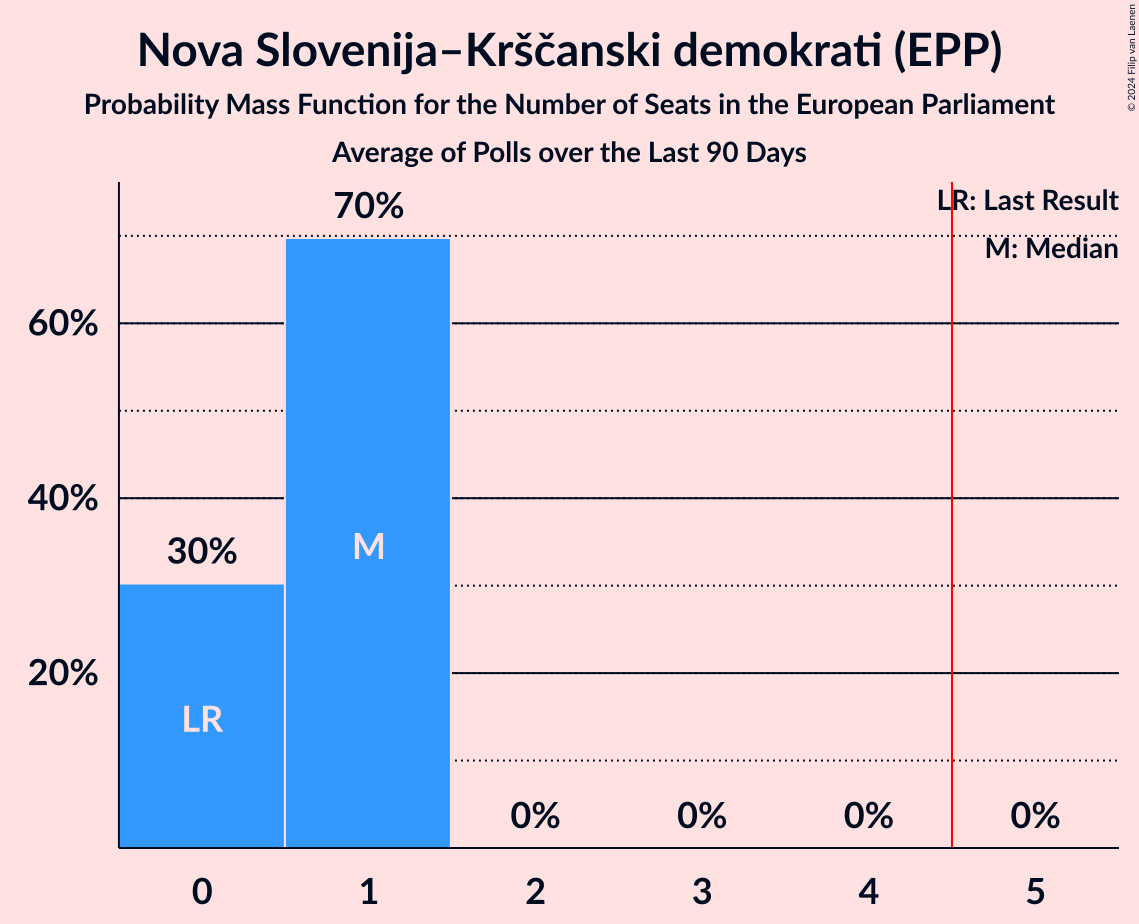 Nova Slovenija–Krščanski demokrati (EPP)
Probability Mass Function for the Number of Seats in the European Parliament
Average of Polls over the Last 90 Days
© 2024 Filip van Laenen
LR: Last Result
M: Median
70%
60%
40%
30%
20%
M
LR
0%
0%
0%
0%
0
1
2
3
4
5